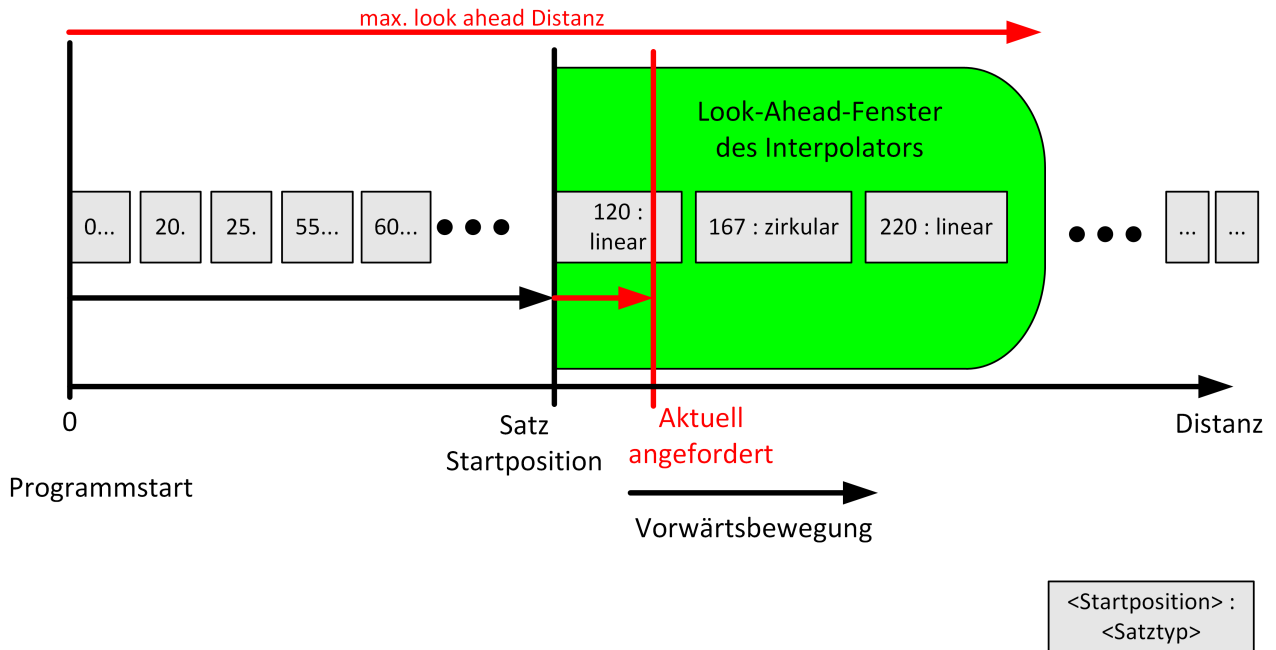 max. look ahead Distanz
Look-Ahead-Fenster
des Interpolators
0...
20.
25.
55...
60...
120 :
linear
167 : zirkular
220 : linear
...
...
0
Satz
Startposition
Aktuell
angefordert
Distanz
Programmstart
Vorwärtsbewegung
<Startposition> :
<Satztyp>